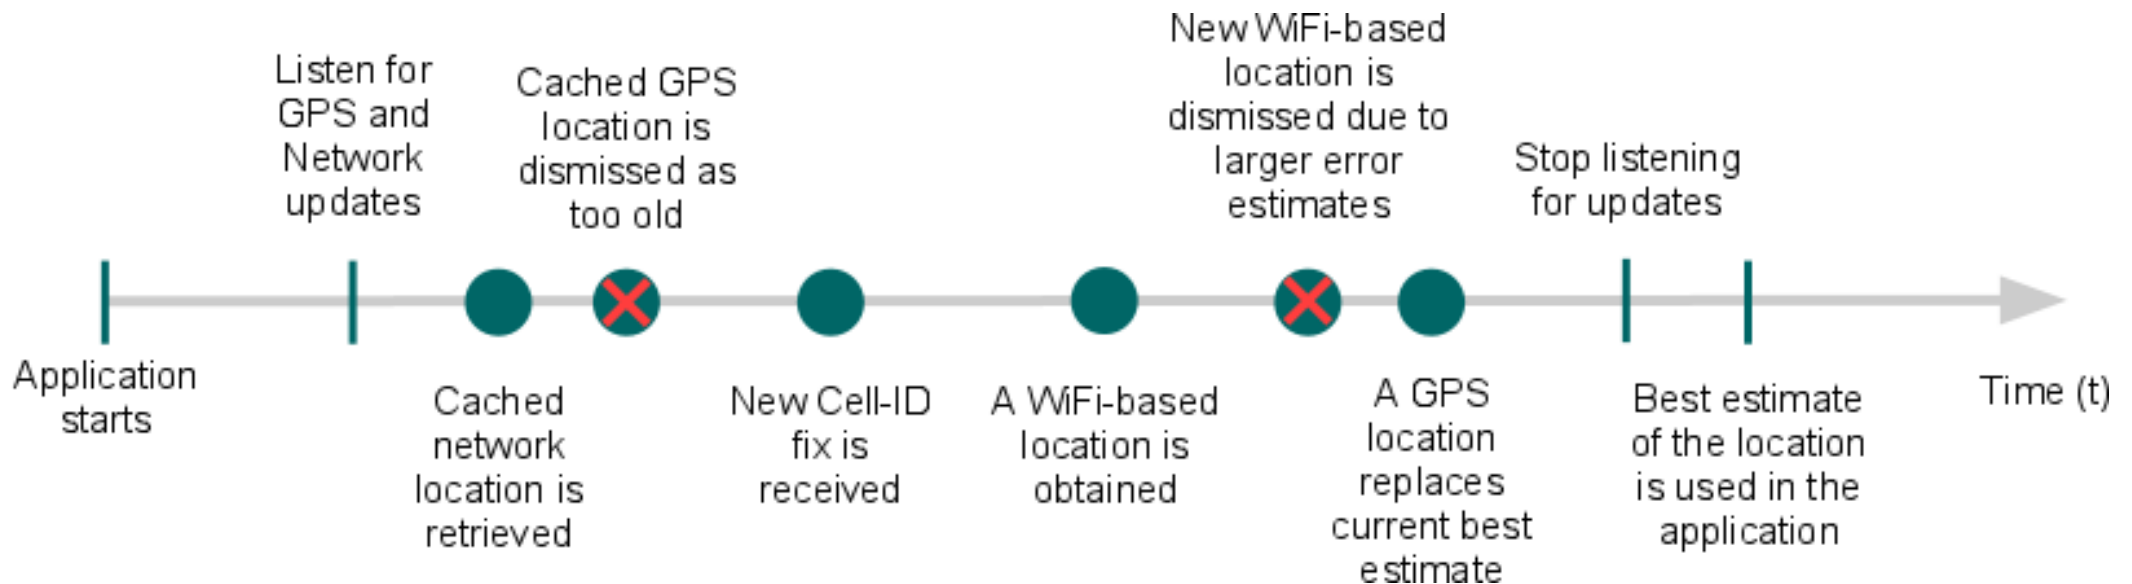 Application
starts
Listen for
GPS and
Network
updates
Cached
network
location is
retrieved
Cached GPS
location is
dismissed as
too old
New Cell-ID
fix is
received
A WiFi-based
location is
obtained
New WiFi-based
location is
dismissed due to
larger error
estimates
A GPS
location
replaces
current best
estimate
Stop listening
for updates
Best estimate
of the location
is used in the
application
Time (t)